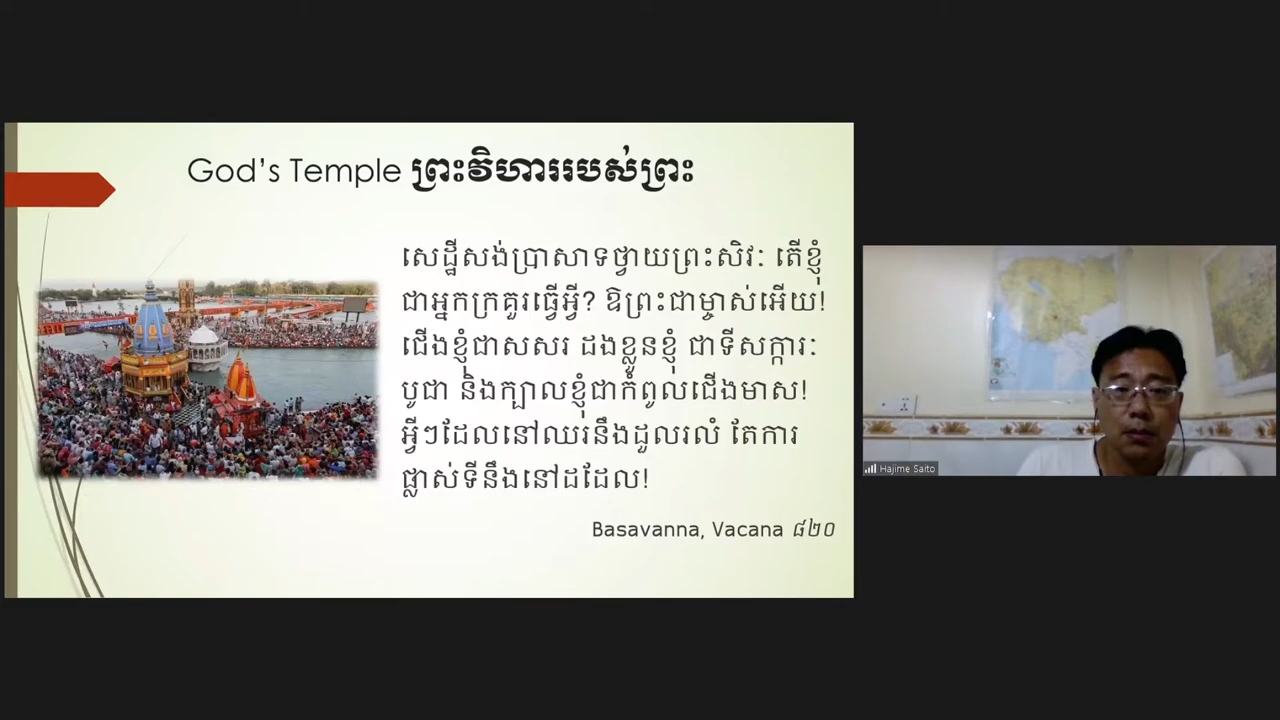 God's Temple ព្រះវិហាររបស់ព្រះ
សេដ្ឋីសង់ប្រាសាទថ្វាយព្រះសិវៈ តើខ្ញុំ
ជាអ្នកក្រគួរធ្វើអ្វី? ឱព្រះជាម្ចាស់អើយ!
ជើងខ្ញុំជាសសរ ដងខ្លួនខ្ញុំ ជាទីសក្ការៈ
បូជា និងក្បាលខ្ញុំជាកំពូលជើងមាស!
អ្វីៗដែលនៅឈរនឹងដួលរលំ តែការ
ផ្លាស់ទីនឹងនៅដដែល!
Basavanna, Vacana ៨២០
Hajime Saito